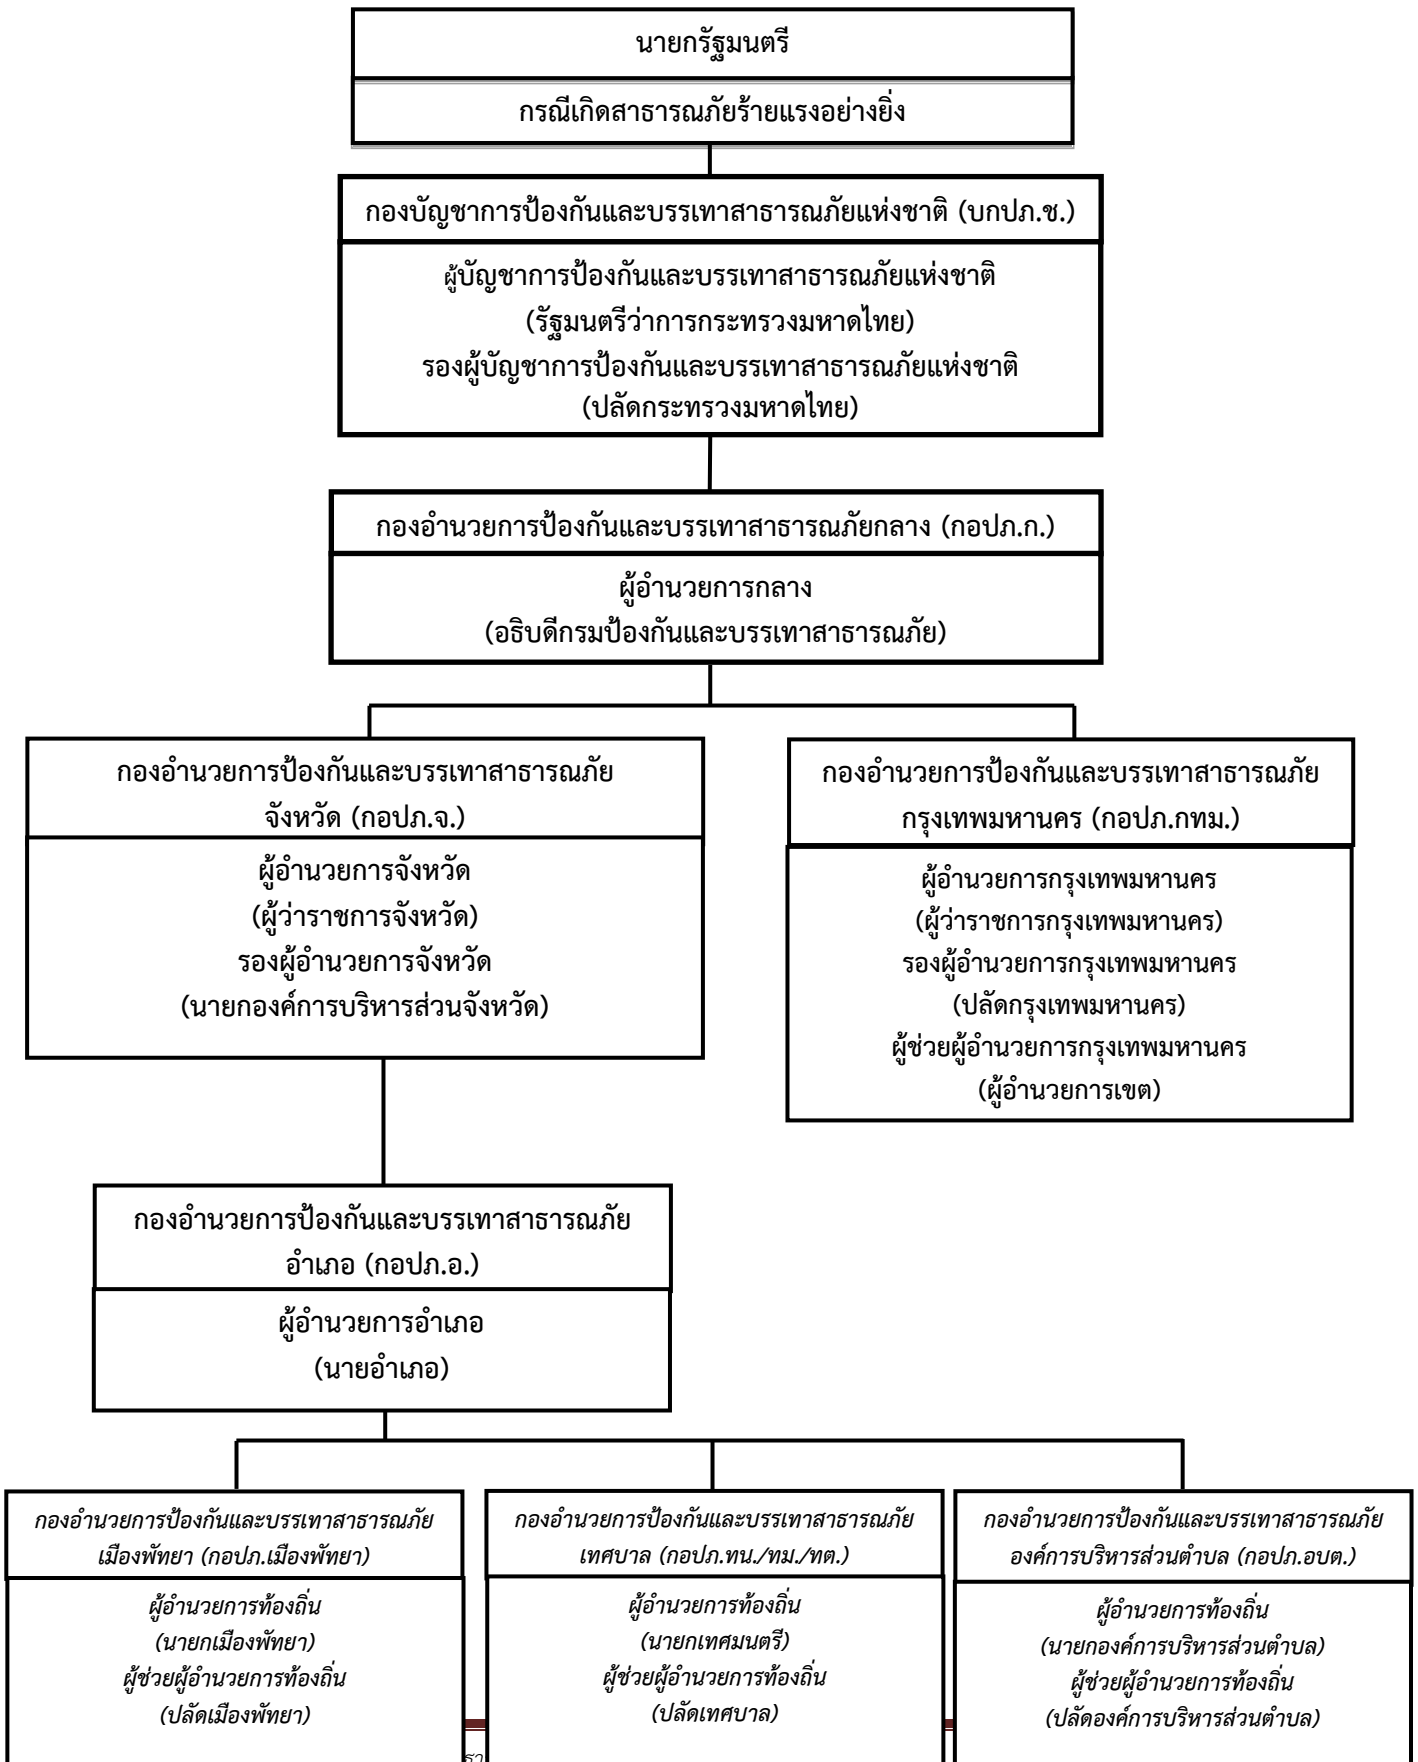 นายกรัฐมนตรี
กรณีเกิดสาธารณภัยร้ายแรงอย่างยิ่ง
กองบัญชาการป้องกันและบรรเทาสาธารณภัยแห่งชาติ (บกปภ.ช.)
ผู้บัญชาการป้องกันและบรรเทาสาธารณภัยแห่งชาติ
(รัฐมนตรีว่าการกระทรวงมหาดไทย)
รองผู้บัญชาการป้องกันและบรรเทาสาธารณภัยแห่งชาติ
(ปลัดกระทรวงมหาดไทย)
กองอำนวยการป้องกันและบรรเทาสาธารณภัยกลาง (กอปภ.ก.)
ผู้อำนวยการกลาง
(อธิบดีกรมป้องกันและบรรเทาสาธารณภัย)
กองอำนวยการป้องกันและบรรเทาสาธารณภัย
จังหวัด (กอปภ.จ.)
ผู้อำนวยการจังหวัด
(ผู้ว่าราชการจังหวัด)
รองผู้อำนวยการจังหวัด
(นายกองค์การบริหารส่วนจังหวัด)
กองอำนวยการป้องกันและบรรเทาสาธารณภัย
กรุงเทพมหานคร (กอปภ.กทม.)
ผู้อำนวยการกรุงเทพมหานคร
(ผู้ว่าราชการกรุงเทพมหานคร)
รองผู้อำนวยการกรุงเทพมหานคร
(ปลัดกรุงเทพมหานคร)
ผู้ช่วยผู้อำนวยการกรุงเทพมหานคร
(ผู้อำนวยการเขต)
กองอำนวยการป้องกันและบรรเทาสาธารณภัย
อำเภอ (กอปภ.อ.)
ผู้อำนวยการอำเภอ
(นายอำเภอ)
กองอำนวยการป้องกันและบรรเทาสาธารณภัย
เมืองพัทยา (กอปภ.เมืองพัทยา)
ผู้อำนวยการท้องถิ่น
(นายกเมืองพัทยา)
ผู้ช่วยผู้อำนวยการท้องถิ่น
(ปลัดเมืองพัทยา)
กองอำนวยการป้องกันและบรรเทาสาธารณภัย
เทศบาล (กอปภ.ทน./ทม./ทต.)
ผู้อำนวยการท้องถิ่น
(นายกเทศมนตรี)
ผู้ช่วยผู้อำนวยการท้องถิ่น
(ปลัดเทศบาล)
กองอำนวยการป้องกันและบรรเทาสาธารณภัย
องค์การบริหารส่วนตำบล (กอปภ.อบต.)
ผู้อำนวยการท้องถิ่น
(นายกองค์การบริหารส่วนตำบล)
ผู้ช่วยผู้อำนวยการท้องถิ่น
(ปลัดองค์การบริหารส่วนตำบล)